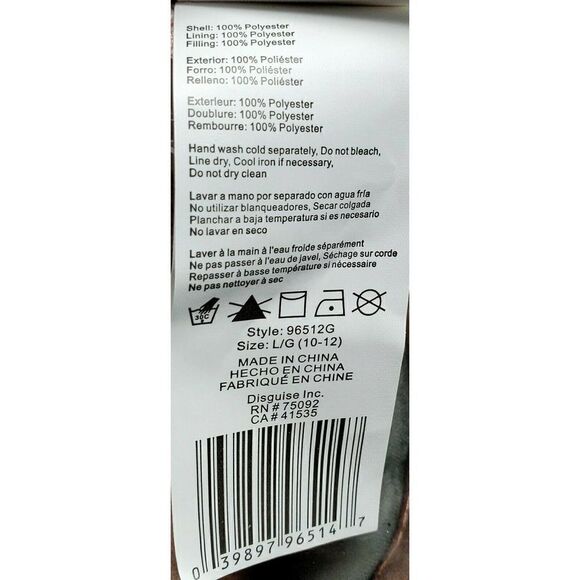 Shell: 100% Polyester
Lining: 100% Polyester
Filling: 100% Polyester
Exterior: 100% Poliéster
Forro: 100% Poliéster
Relleno: 100% Poliéster
Exterieur: 100% Polyester
Doublure: 100% Polyester
Rembourre: 100% Polyester
Hand wash cold separately, Do not bleach,
Line dry, Cool iron if necessary,
Do not dry clean
Lavar a mano por separado con agua fría
No utilizar blanqueadores, Secar colgada
Planchar a baja temperatura si es necesario
No lavar en seco
Laver à la main à l'eau froide séparément
Ne pas passer à l'eau de javel, Séchage sur corde
Repasser à basse température si nécessaire
Ne pas nettoyer à sec
30C
Style: 96512G
Size: L/G (10-12)
MADE IN CHINA
HECHO EN CHINA
FABRIQUÉ EN CHINE
Disguise Inc.
RN # 75092
CA # 41535
0 39897 96514 7